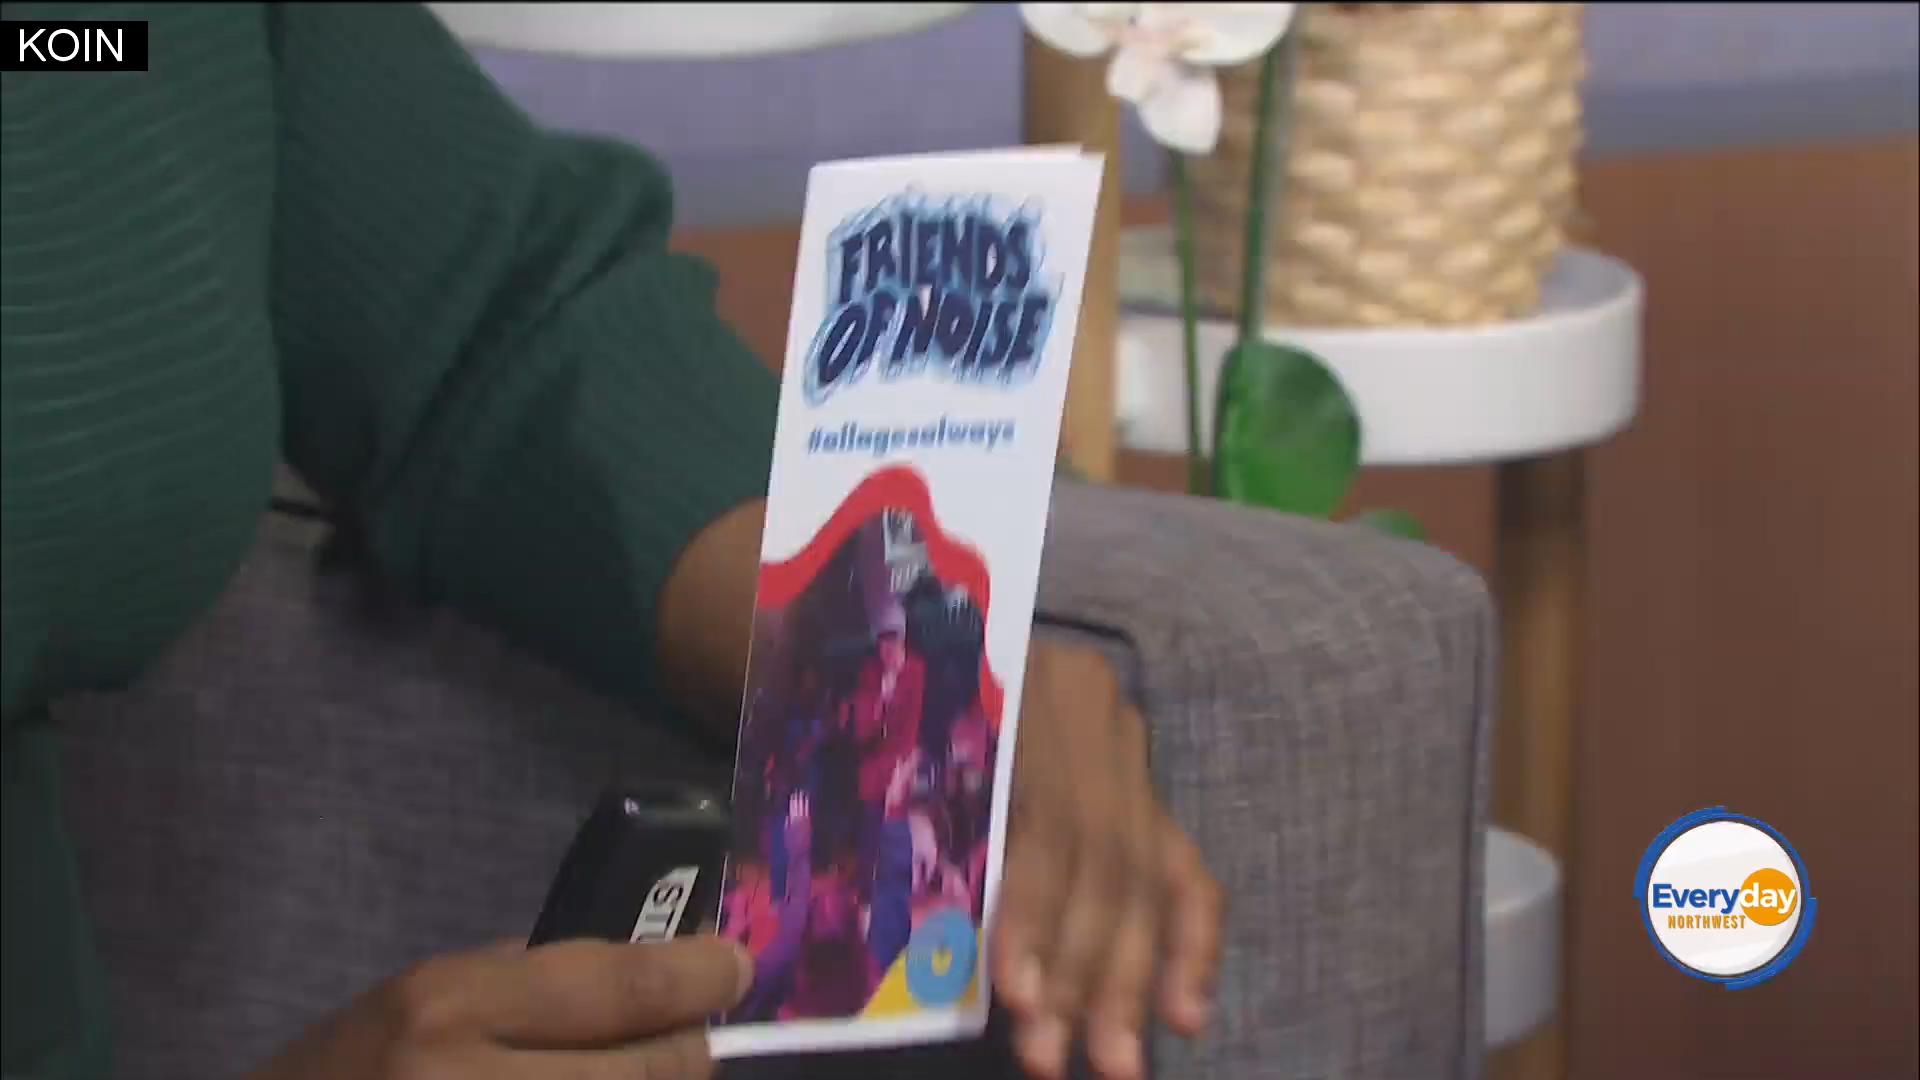 KOIN
FRIENDS
OF NOISE
#allagesalways
Everyday
NORTHWEST